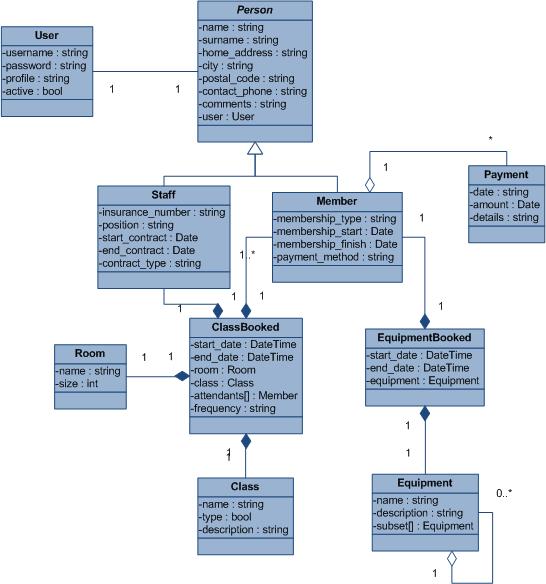 Person
-name : string
-surname : string
-home_address : string
-city : string
-postal_code : string
-contact_phone : string
-comments : string
-user : User
User
-username : string
-password : string
-profile : string
-active : bool
1
1
Staff
-insurance_number : string
-position : string
-start_contract : Date
-end_contract : Date
-contract_type : string
Member
-membership_type : string
-membership_start : Date
-membership_finish : Date
-payment_method : string
*
1
Payment
-date : string
-amount : Date
-details : string
1
1..*
1
1
1
1
ClassBooked
-start_date : DateTime
-end_date : DateTime
-room : Room
-class : Class
-attendants[] : Member
-frequency : string
EquipmentBooked
-start_date : DateTime
-end_date : DateTime
-equipment : Equipment
Room
-name : string
-size : int
1
1
1
1
1
1
Class
-name : string
-type : bool
-description : string
Equipment
-name : string
-description : string
-subset[] : Equipment
0..*
1